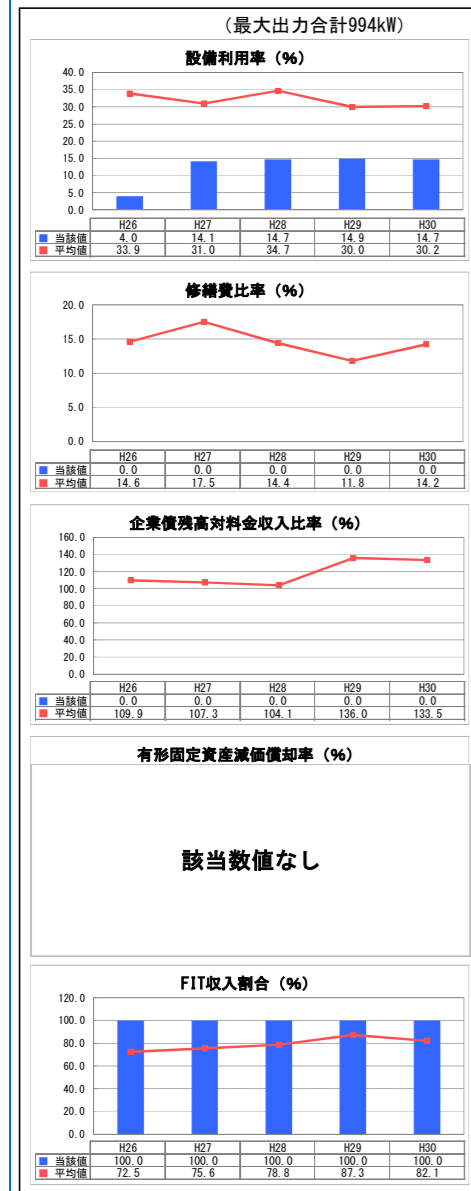 （最大出力合計994kW）
設備利用率（％）
40.0
35.0
30.0
25.0
20.0
15.0
10.0
5.0
0.0
H26 H27 H28 H29 H30
当該値 4.0 14.1 14.7 14.9 14.7
平均値 33.9 31.0 34.7 30.0 30.2
修繕費比率（％）
20.0
15.0
10.0
5.0
0.0
H26 H27 H28 H29 H30
当該値 0.0 0.0 0.0 0.0 0.0
平均値 14.6 17.5 14.4 11.8 14.2
企業債残高対料金収入比率（％）
160.0
140.0
120.0
100.0
80.0
60.0
40.0
20.0
0.0
H26 H27 H28 H29 H30
当該値 0.0 0.0 0.0 0.0 0.0
平均値 109.9 107.3 104.1 136.0 133.5
有形固定資産減価償却率（％）
該当数値なし
FIT収入割合（％）
120.0
100.0
80.0
60.0
40.0
20.0
0.0
H26 H27 H28 H29 H30
当該値 100.0 100.0 100.0 100.0 100.0
平均値 72.5 75.6 78.8 87.3 82.1